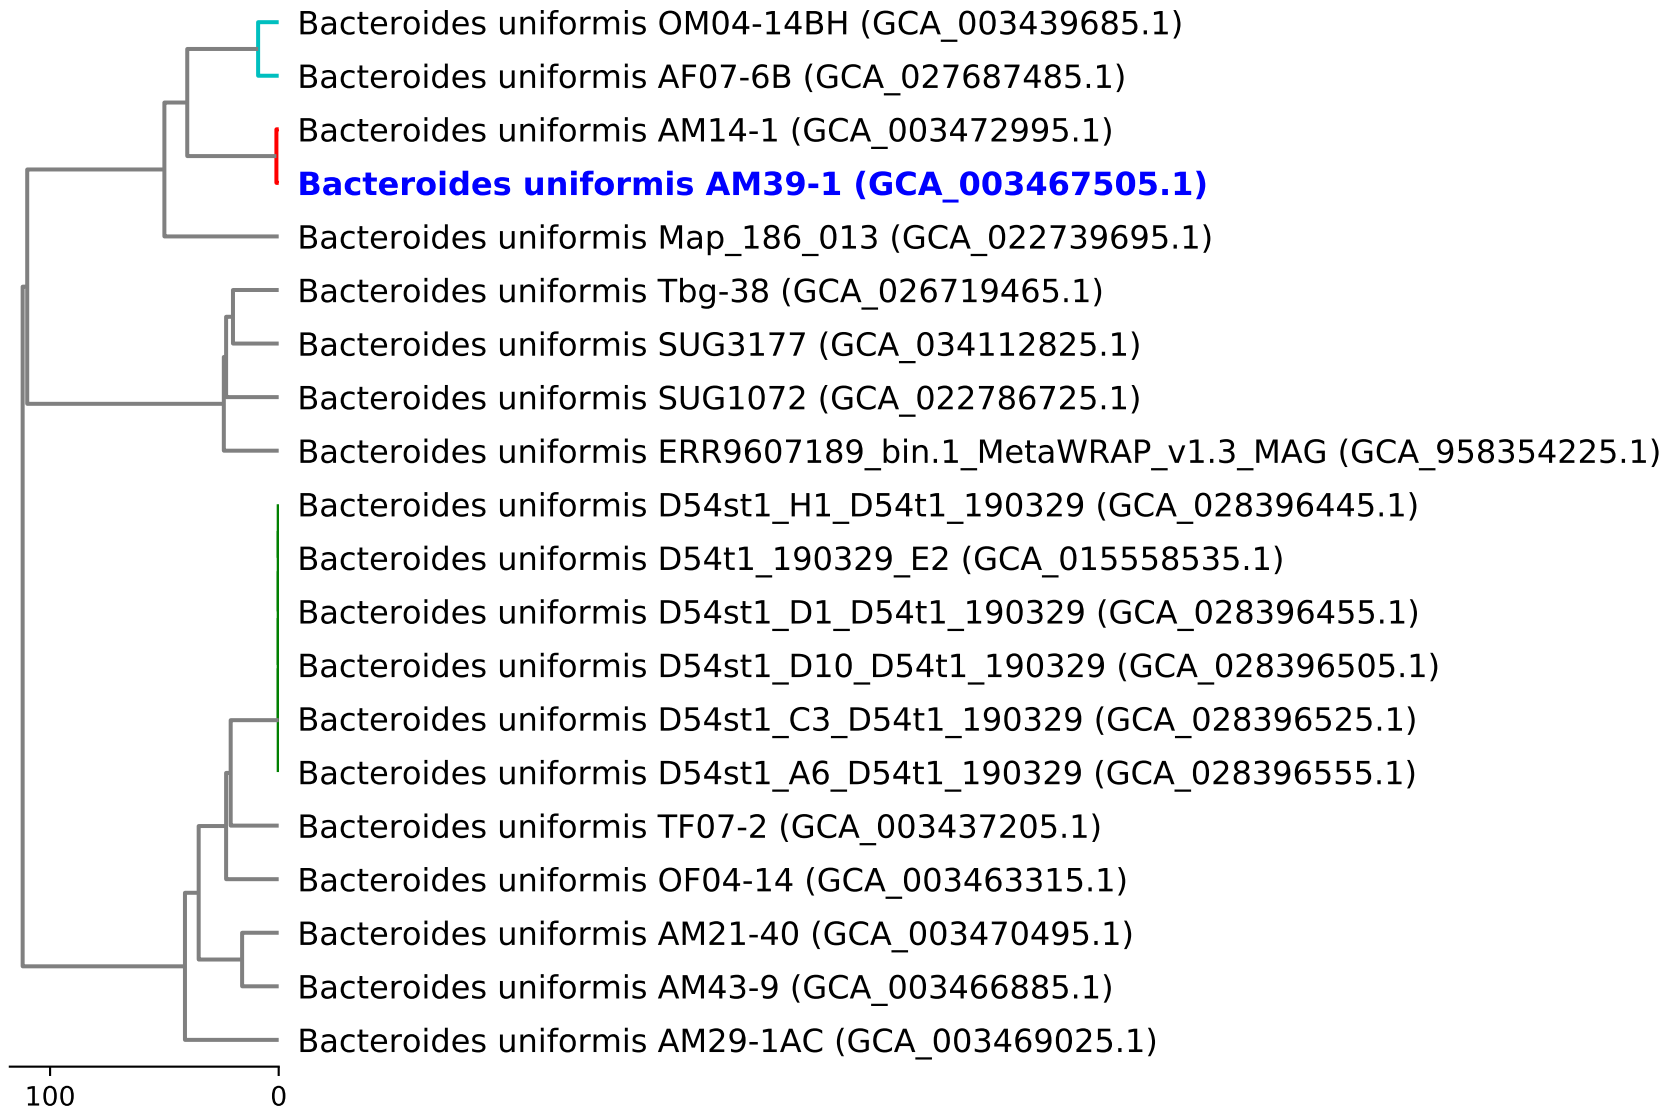 Bacteroides uniformis OM04-14BH (GCA_003439685.1)
Bacteroides uniformis AF07-6B (GCA_027687485.1)
Bacteroides uniformis AM14-1 (GCA_003472995.1)
Bacteroides uniformis AM39-1 (GCA_003467505.1)
Bacteroides uniformis Map_186_013 (GCA_022739695.1)
Bacteroides uniformis Tbg-38 (GCA_026719465.1)
Bacteroides uniformis SUG3177 (GCA_034112825.1)
Bacteroides uniformis SUG1072 (GCA_022786725.1)
Bacteroides uniformis ERR9607189_bin.1_MetaWRAP_v1.3_MAG (GCA_958354225.1)
Bacteroides uniformis D54st1_H1_D54t1_190329 (GCA_028396445.1)
Bacteroides uniformis D54t1_190329_E2 (GCA_015558535.1)
Bacteroides uniformis D54st1_D1_D54t1_190329 (GCA_028396455.1)
Bacteroides uniformis D54st1_D10_D54t1_190329 (GCA_028396505.1)
Bacteroides uniformis D54st1_C3_D54t1_190329 (GCA_028396525.1)
Bacteroides uniformis D54st1_A6_D54t1_190329 (GCA_028396555.1)
Bacteroides uniformis TF07-2 (GCA_003437205.1)
Bacteroides uniformis OF04-14 (GCA_003463315.1)
Bacteroides uniformis AM21-40 (GCA_003470495.1)
Bacteroides uniformis AM43-9 (GCA_003466885.1)
Bacteroides uniformis AM29-1AC (GCA_003469025.1)
100 0